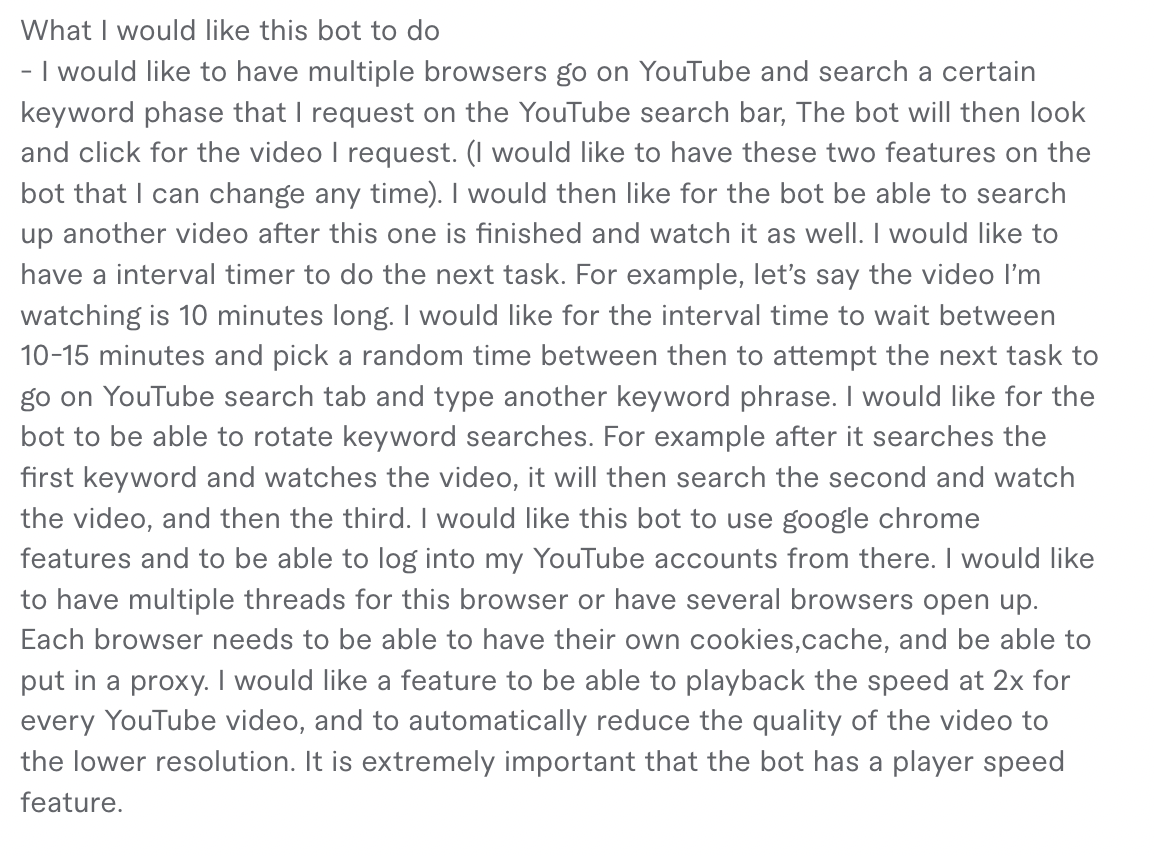 What I would like this bot to do
- I would like to have multiple browsers go on YouTube and search a certain
keyword phase that I request on the YouTube search bar, The bot will then look
and click for the video I request. (I would like to have these two features on the
bot that I can change any time). I would then like for the bot be able to search
up another video after this one is finished and watch it as well. I would like to
have a interval timer to do the next task. For example, let’s say the video I’m
watching is 10 minutes long. I would like for the interval time to wait between
10-15 minutes and pick a random time between then to attempt the next task to
go on YouTube search tab and type another keyword phrase. I would like for the
bot to be able to rotate keyword searches. For example after it searches the
first keyword and watches the video, it will then search the second and watch
the video, and then the third. I would like this bot to use google chrome
features and to be able to log into my YouTube accounts from there. I would like
to have multiple threads for this browser or have several browsers open up.
Each browser needs to be able to have their own cookies,cache, and be able to
put in a proxy. I would like a feature to be able to playback the speed at 2x for
every YouTube video, and to automatically reduce the quality of the video to
the lower resolution. It is extremely important that the bot has a player speed
feature.